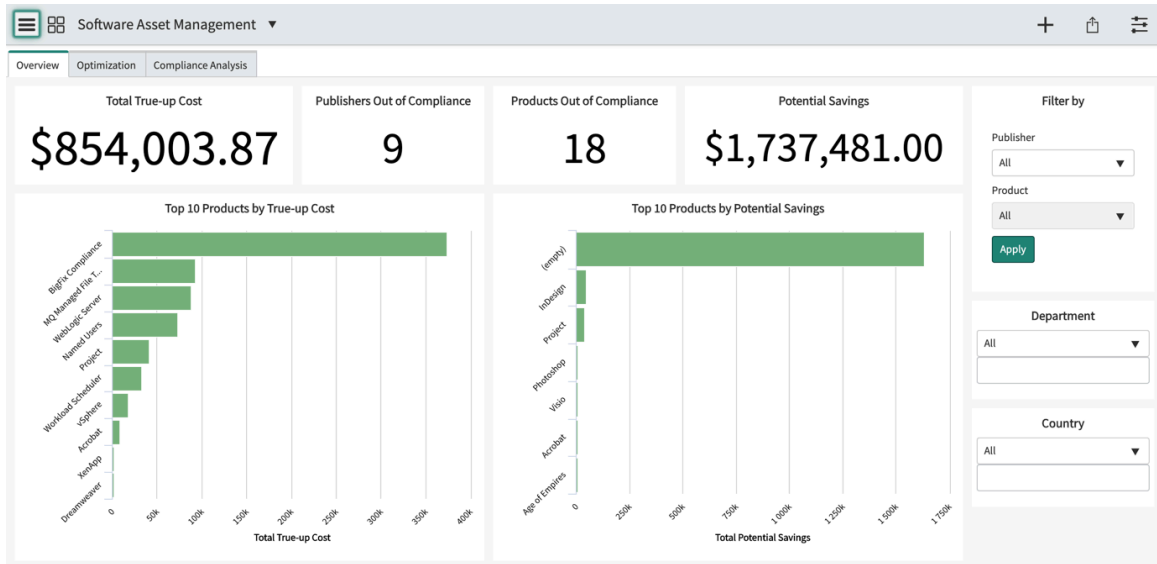 Software Asset Management
Overview Optimization Compliance Analysis
Total True-up Cost
$854,003.87
Publishers Out of Compliance
9
Products Out of Compliance
18
Potential Savings
$1,737,481.00
Filter by
Publisher
All
Product
All
Apply
Department
All
Country
All
Top 10 Products by True-up Cost
BigFix Compliance
MQ Managed File T...
WebLogic Server
Named Users
Project
Workload Scheduler
vSphere
Acrobat
XenApp
Dreamweaver
0 50k 100k 150k 200k 250k 300k 350k 400k
Total True-up Cost
Top 10 Products by Potential Savings
(empty)
InDesign
Project
Photoshop
Visio
Acrobat
Age of Empires
0 250k 500k 750k 1 000k 1 250k 1 500k 1 750k
Total Potential Savings